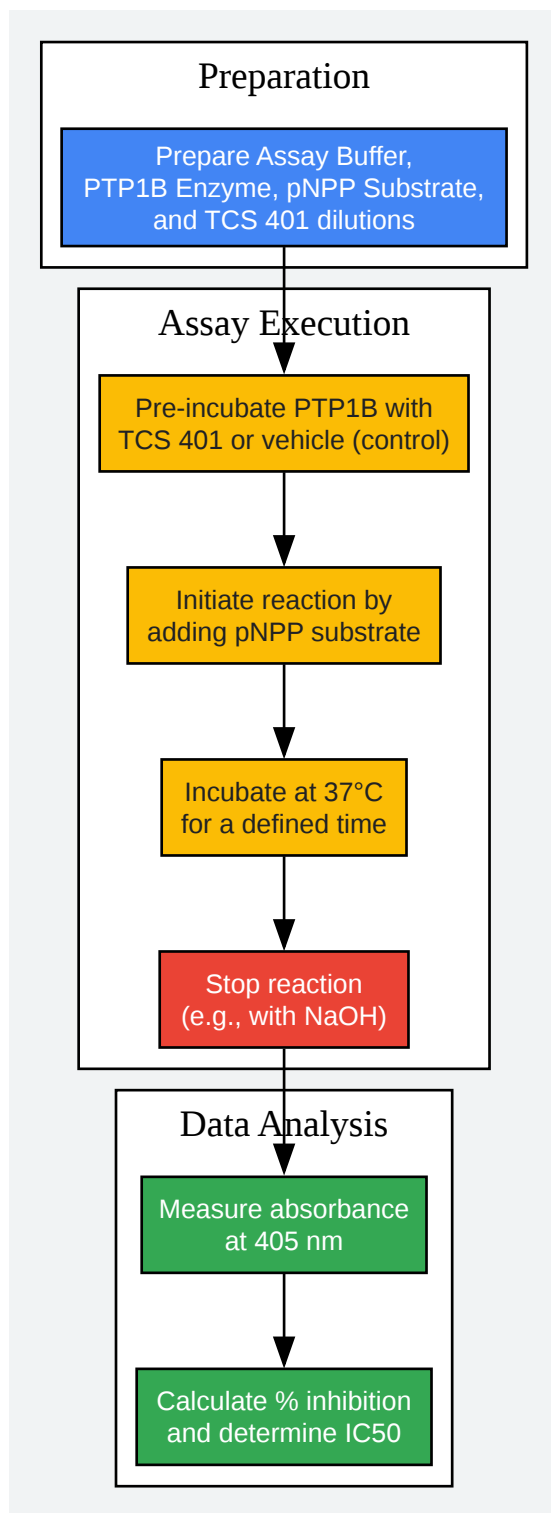 Preparation
Prepare Assay Buffer,
PTP1B Enzyme, pNPP Substrate,
and TCS 401 dilutions
Assay Execution
Pre-incubate PTP1B with
TCS 401 or vehicle (control)
Initiate reaction by
adding pNPP substrate
Incubate at 37°C
for a defined time
Stop reaction
(e.g., with NaOH)
Data Analysis
Measure absorbance
at 405 nm
Calculate % inhibition
and determine IC50